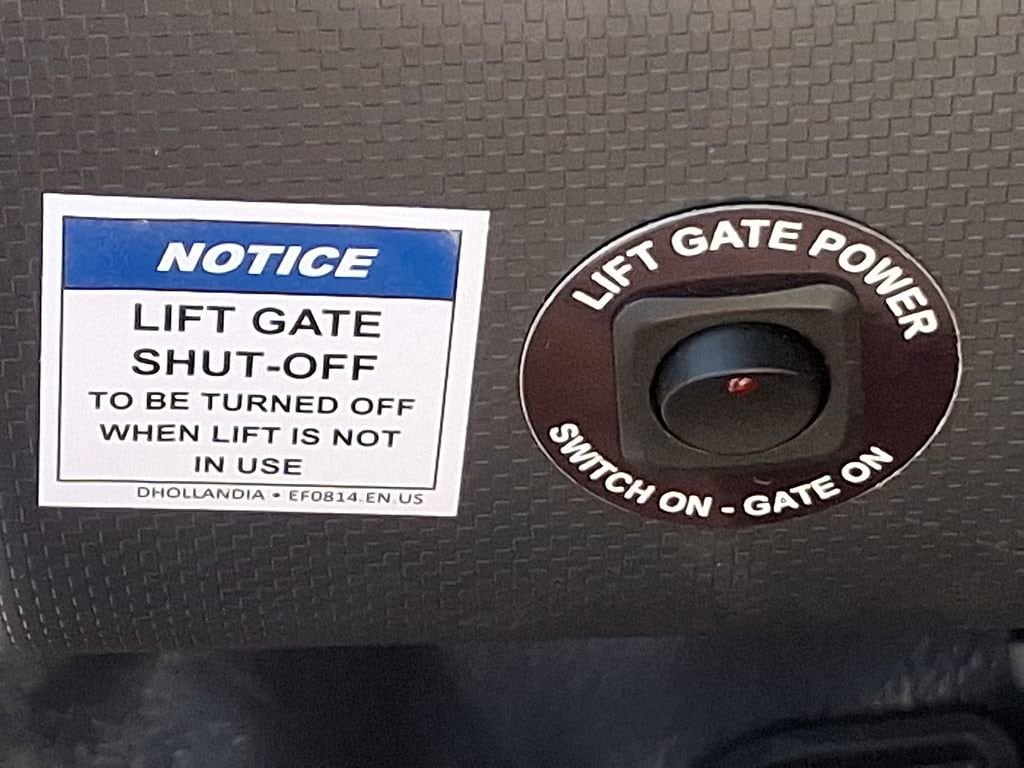 NOTICE
LIFT GATE
SHUT-OFF
TO BE TURNED OFF
WHEN LIFT IS NOT
IN USE
DHOLLANDIA • EF0814.EN.US
LIFT GATE POWER
SWITCH ON - GATE ON